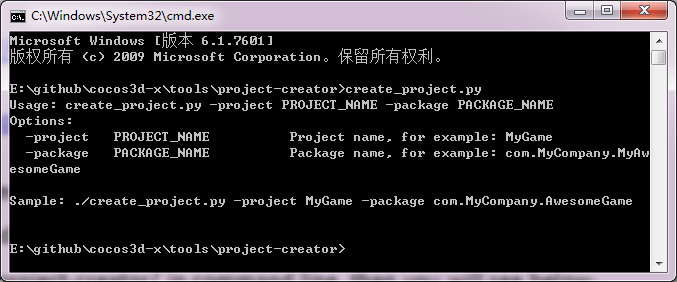 C:\Windows\System32\cmd.exe
Microsoft Windows [版本 6.1.7601]
版权所有 (c) 2009 Microsoft Corporation。保留所有权利。
E:\github\cocos3d-x\tools\project-creator>create_project.py
Usage: create_project.py -project PROJECT_NAME -package PACKAGE_NAME
Options:
  -project   PROJECT_NAME          Project name, for example: MyGame
  -package   PACKAGE_NAME          Package name, for example: com.MyCompany.MyAw
esomeGame
Sample: ./create_project.py -project MyGame -package com.MyCompany.AwesomeGame
E:\github\cocos3d-x\tools\project-creator>